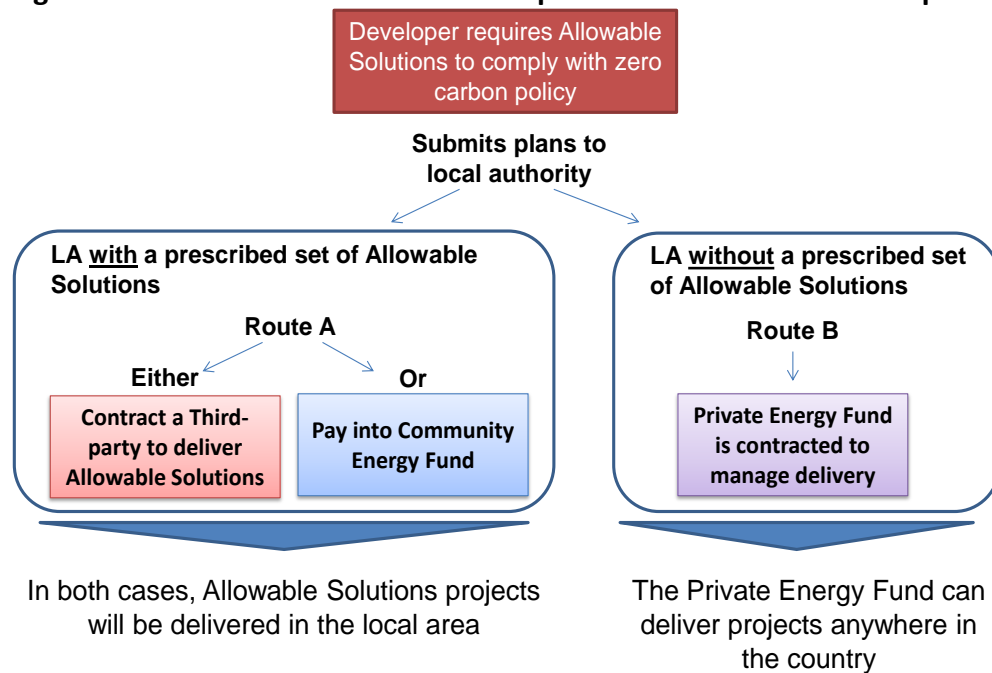 Developer requires Allowable
Solutions to comply with zero
carbon policy
Submits plans to
local authority
LA with a prescribed set of Allowable
Solutions
Route A
Either
Or
Contract a Third-
party to deliver
Allowable Solutions
Pay into Community
Energy Fund
In both cases, Allowable Solutions projects
will be delivered in the local area
LA without a prescribed set
of Allowable Solutions
Route B
Private Energy Fund
is contracted to
manage delivery
The Private Energy Fund can
deliver projects anywhere in
the country